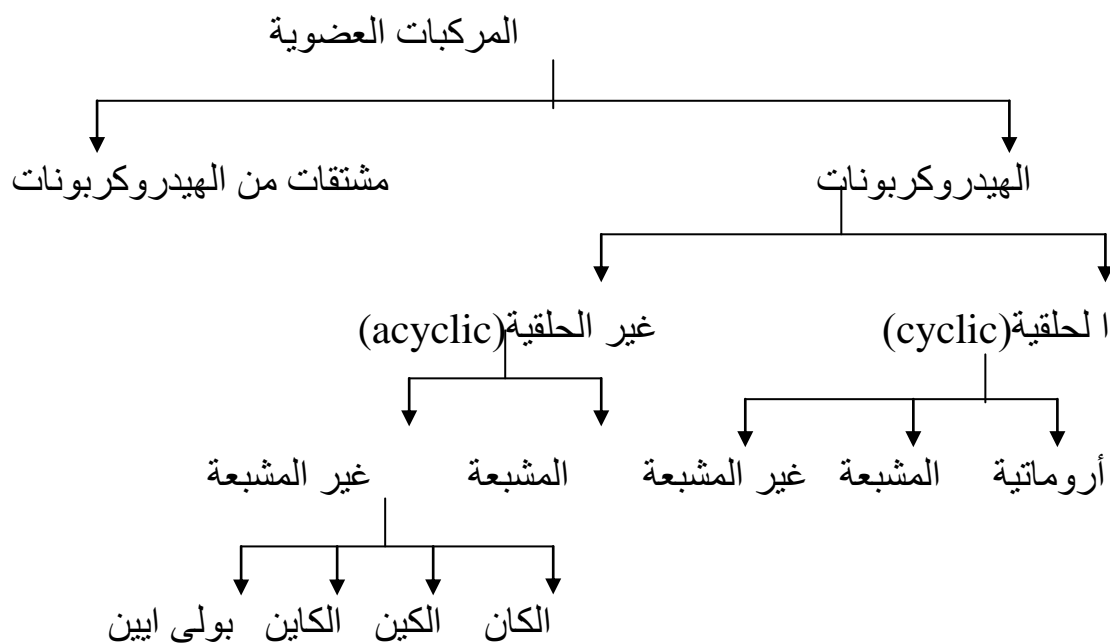 المركبات العضوية
الهيدروكربونات مشتقات من الهيدروكربونات
ا لحلقية(cyclic) غير الحلقية(acyclic)
أروماتية المشبعة غير المشبعة المشبعة غير المشبعة
الكان الكين الكاين بولى ايين